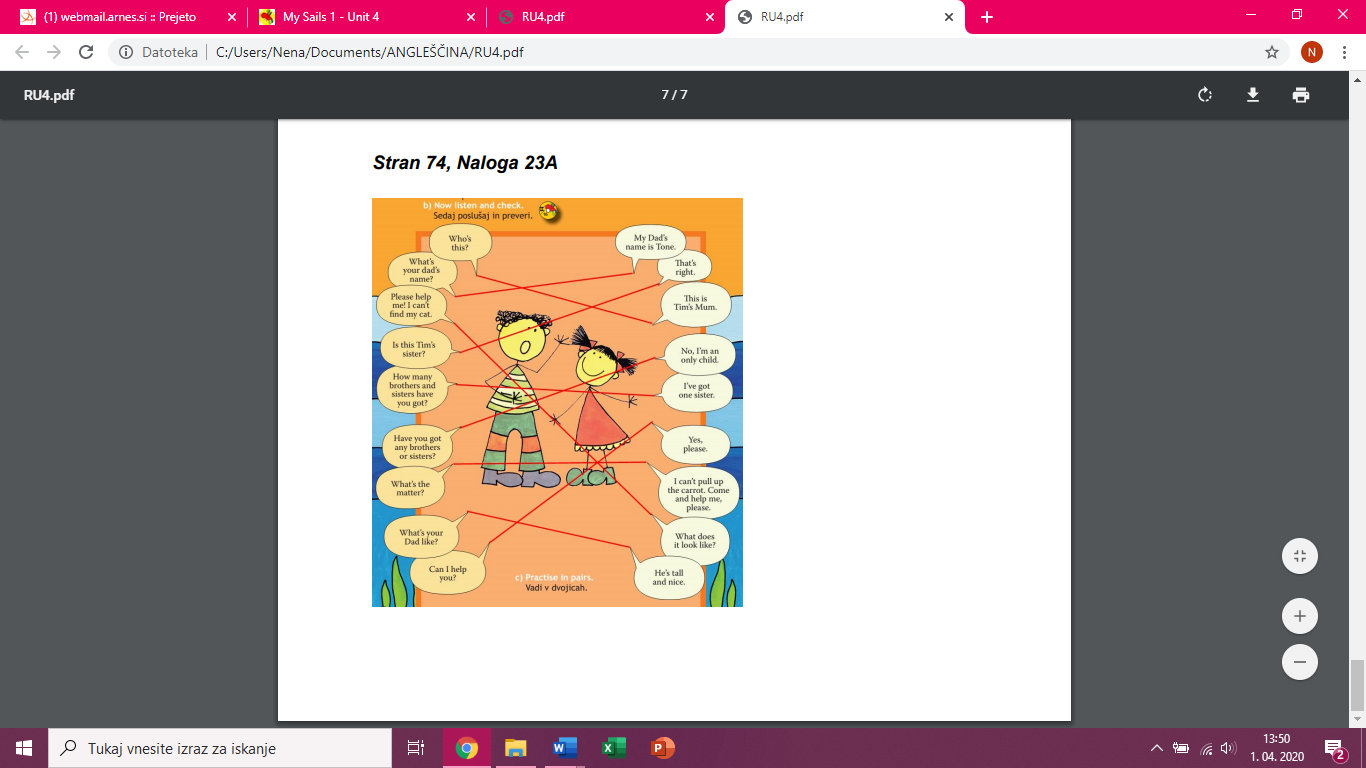 (1) webmail.arnes.si :: Prejeto
My Sails 1 - Unit 4
RU4.pdf
RU4.pdf
Datoteka
C:/Users/Nena/Documents/ANGLEŠČINA/RU4.pdf
N
RU4.pdf
7 / 7
Stran 74, Naloga 23A
b) Now listen and check.
Sedaj poslušaj in preveri.
Who's
this?
What's
your dad's
name?
Please help
me! I can't
find my cat.
Is this Tim's
sister?
How many
brothers and
sisters have
you got?
Have you got
any brothers
or sisters?
What's the
matter?
What's your
Dad like?
Can I help
you?
My Dad's
name is Tone.
That's
right.
This is
Tim's Mum.
No, I'm an
only child.
I've got
one sister.
Yes,
please.
I can't pull up
the carrot. Come
and help me,
please.
What does
it look like?
He's tall
and nice.
c) Practise in pairs.
Vadi v dvojicah.
Tukaj vnesite izraz za iskanje
13:50
1. 04. 2020
2